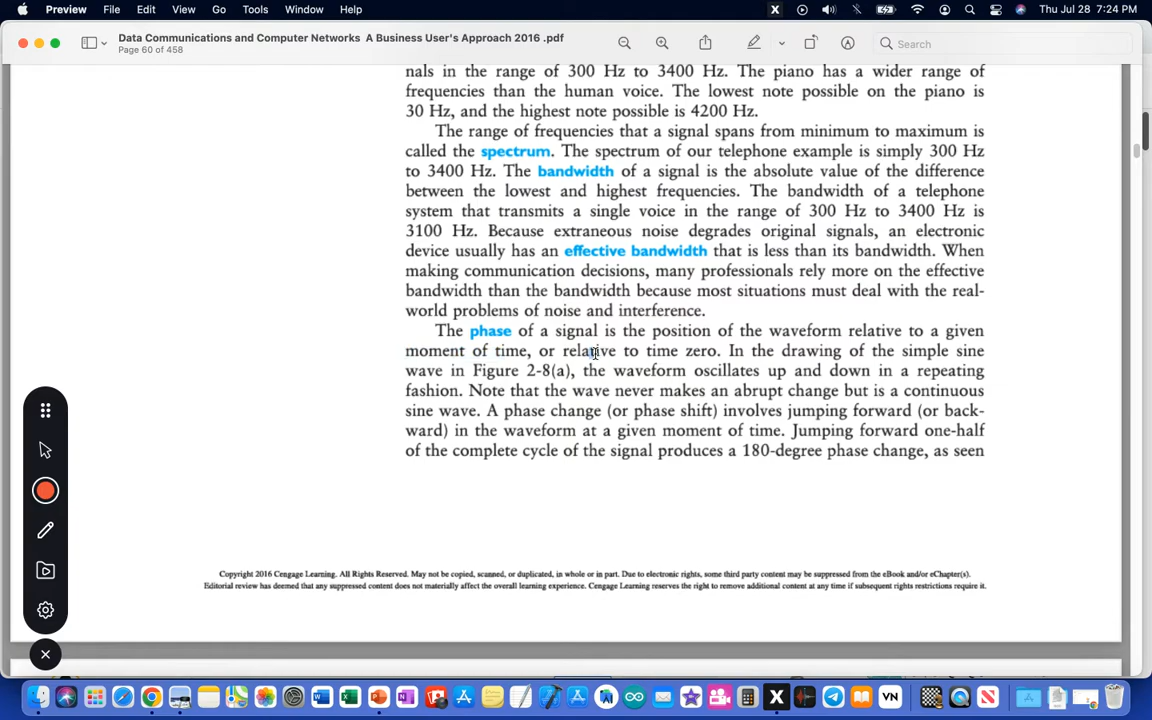 Preview File Edit View Go Tools Window Help X Thu Jul 28 7:24 PM
Data Communications and Computer Networks A Business User's Approach 2016 .pdf
Page 60 of 458
Search
nals in the range of 300 Hz to 3400 Hz. The piano has a wider range of
frequencies than the human voice. The lowest note possible on the piano is
30 Hz, and the highest note possible is 4200 Hz.
The range of frequencies that a signal spans from minimum to maximum is
called the spectrum. The spectrum of our telephone example is simply 300 Hz
to 3400 Hz. The bandwidth of a signal is the absolute value of the difference
between the lowest and highest frequencies. The bandwidth of a telephone
system that transmits a single voice in the range of 300 Hz to 3400 Hz is
3100 Hz. Because extraneous noise degrades original signals, an electronic
device usually has an effective bandwidth that is less than its bandwidth. When
making communication decisions, many professionals rely more on the effective
bandwidth than the bandwidth because most situations must deal with the real-
world problems of noise and interference.
The phase of a signal is the position of the waveform relative to a given
moment of time, or relative to time zero. In the drawing of the simple sine
wave in Figure 2-8(a), the waveform oscillates up and down in a repeating
fashion. Note that the wave never makes an abrupt change but is a continuous
sine wave. A phase change (or phase shift) involves jumping forward (or back-
ward) in the waveform at a given moment of time. Jumping forward one-half
of the complete cycle of the signal produces a 180-degree phase change, as seen
Copyright 2016 Cengage Learning. All Rights Reserved. May not be copied, scanned, or duplicated, in whole or in part. Due to electronic rights, some third party content may be suppressed from the eBook and/or eChapter(s).
Editorial review has deemed that any suppressed content does not materially affect the overall learning experience. Cengage Learning reserves the right to remove additional content at any time if subsequent rights restrictions require it.
VN